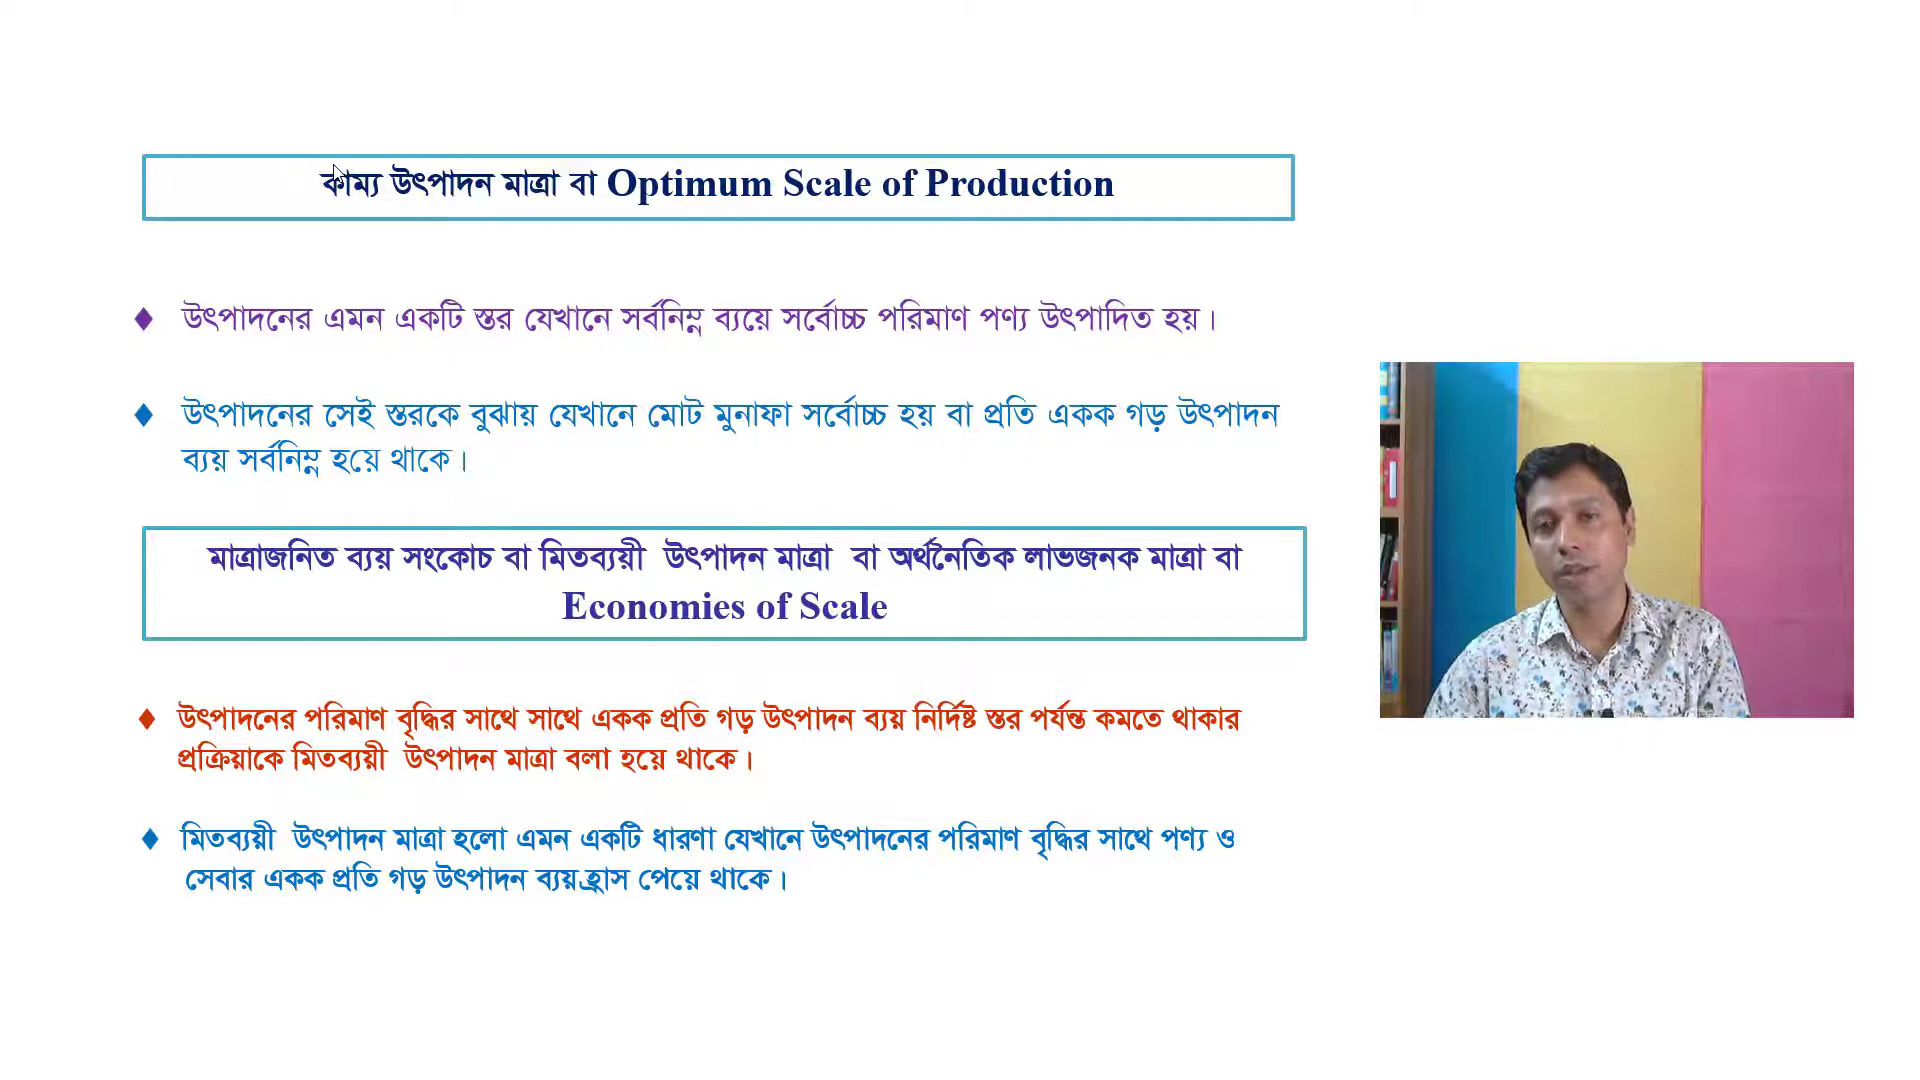 কাম্য উৎপাদন মাত্রা বা Optimum Scale of Production
উৎপাদনের এমন একটি স্তর যেখানে সর্বনিম্ন ব্যয়ে সর্বোচ্চ পরিমাণ পণ্য উৎপাদিত হয়।
উৎপাদনের সেই স্তরকে বুঝায় যেখানে মোট মুনাফা সর্বোচ্চ হয় বা প্রতি একক গড় উৎপাদন
ব্যয় সর্বনিম্ন হয়ে থাকে।
মাত্রাজনিত ব্যয় সংকোচ বা মিতব্যয়ী উৎপাদন মাত্রা বা অর্থনৈতিক লাভজনক মাত্রা বা
Economies of Scale
উৎপাদনের পরিমাণ বৃদ্ধির সাথে সাথে একক প্রতি গড় উৎপাদন ব্যয় নির্দিষ্ট স্তর পর্যন্ত কমতে থাকার
প্রক্রিয়াকে মিতব্যয়ী উৎপাদন মাত্রা বলা হয়ে থাকে।
মিতব্যয়ী উৎপাদন মাত্রা হলো এমন একটি ধারণা যেখানে উৎপাদনের পরিমাণ বৃদ্ধির সাথে পণ্য ও
সেবার একক প্রতি গড় উৎপাদন ব্যয় হ্রাস পেয়ে থাকে।